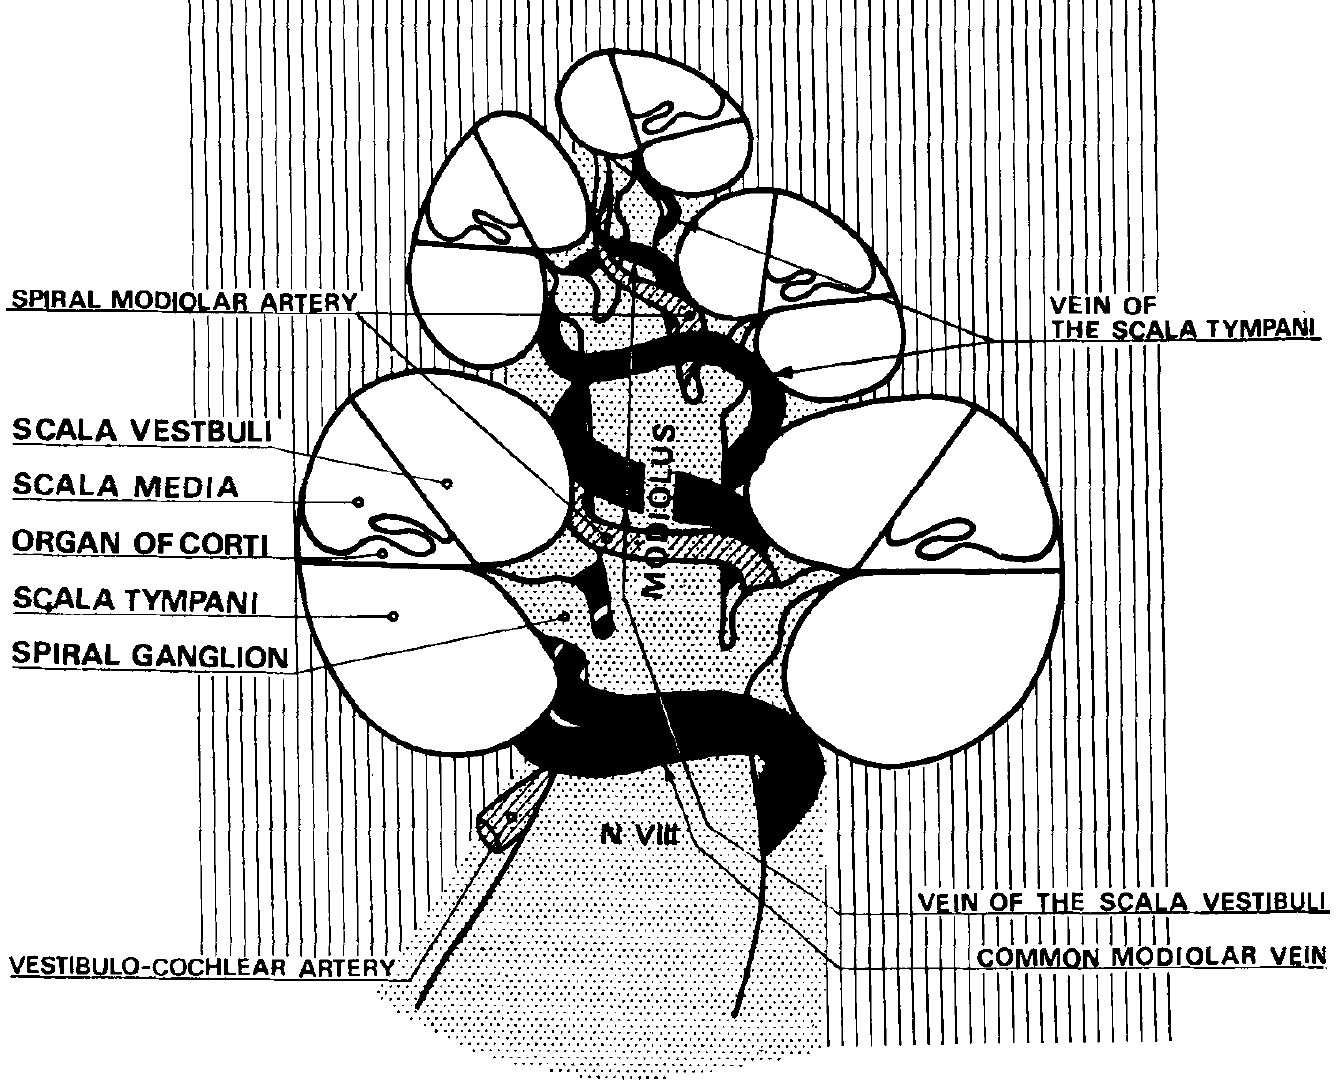 SPIRAL MODIOLAR ARTERY
VEIN OF
THE SCALA TYMPANI
SCALA VESTBULI
SCALA MEDIA
ORGAN OF CORTI
SCALA TYMPANI
SPIRAL GANGLION
MODIOLUS
N VIII
VEIN OF THE SCALA VESTIBULI
COMMON MODIOLAR VEIN
VESTIBULO-COCHLEAR ARTERY